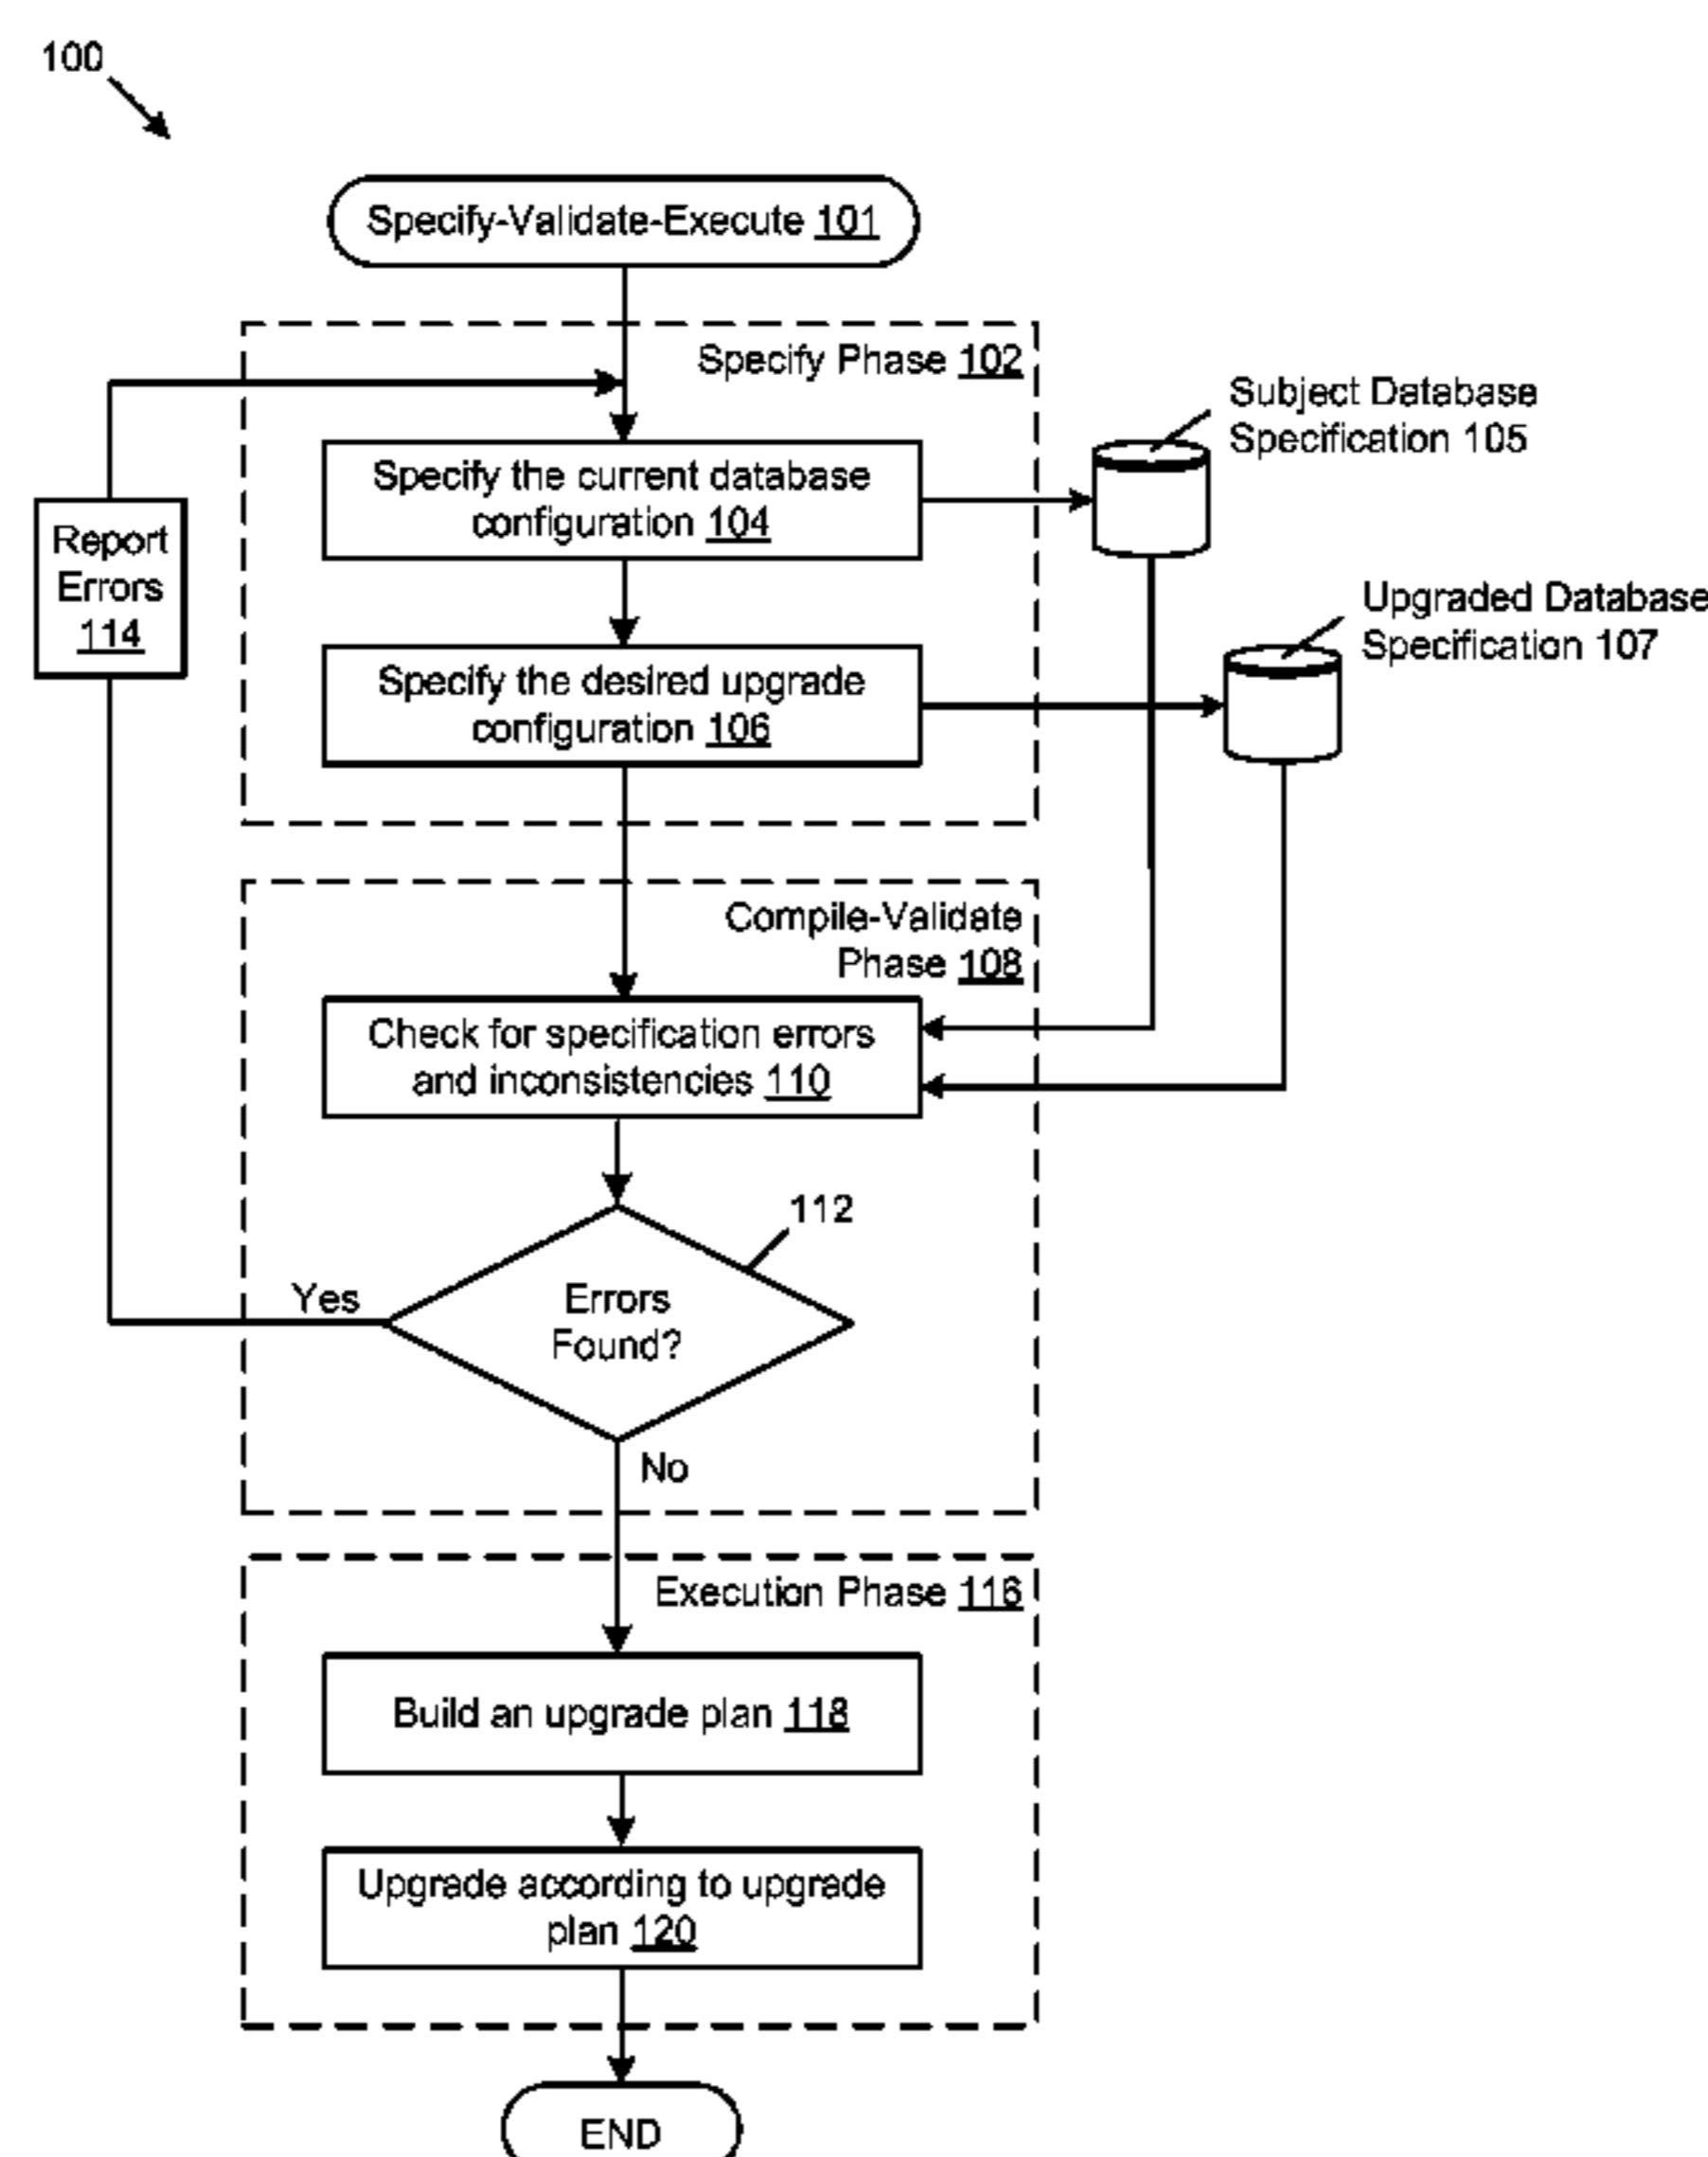 100
Specify-Validate-Execute 101
Specify Phase 102
Subject Database
Specification 105
Specify the current database
configuration 104
Report
Errors
114
Upgraded Database
Specification 107
Specify the desired upgrade
configuration 106
Compile-Validate
Phase 108
Check for specification errors
and inconsistencies 110
112
Yes
Errors
Found?
No
Execution Phase 116
Build an upgrade plan 118
Upgrade according to upgrade
plan 120
END